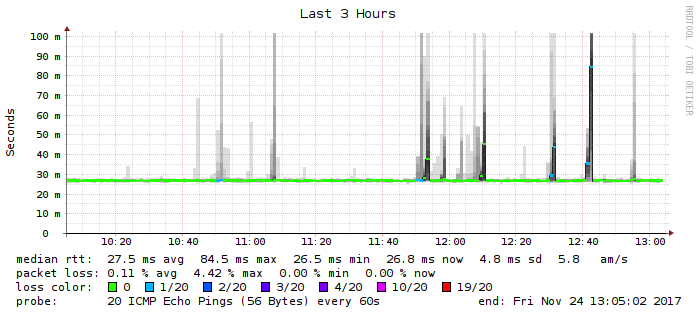 Last 3 Hours
RRDTOOL / TOBI OETIKER
Seconds
100 m
90 m
80 m
70 m
60 m
50 m
40 m
30 m
20 m
10 m
0
10:20 10:40 11:00 11:20 11:40 12:00 12:20 12:40 13:00
median rtt: 27.5 ms avg 84.5 ms max 26.5 ms min 26.8 ms now 4.8 ms sd 5.8 am/s
packet loss: 0.11 % avg 4.42 % max 0.00 % min 0.00 % now
loss color: 0 1/20 2/20 3/20 4/20 10/20 19/20
probe: 20 ICMP Echo Pings (56 Bytes) every 60s end: Fri Nov 24 13:05:02 2017